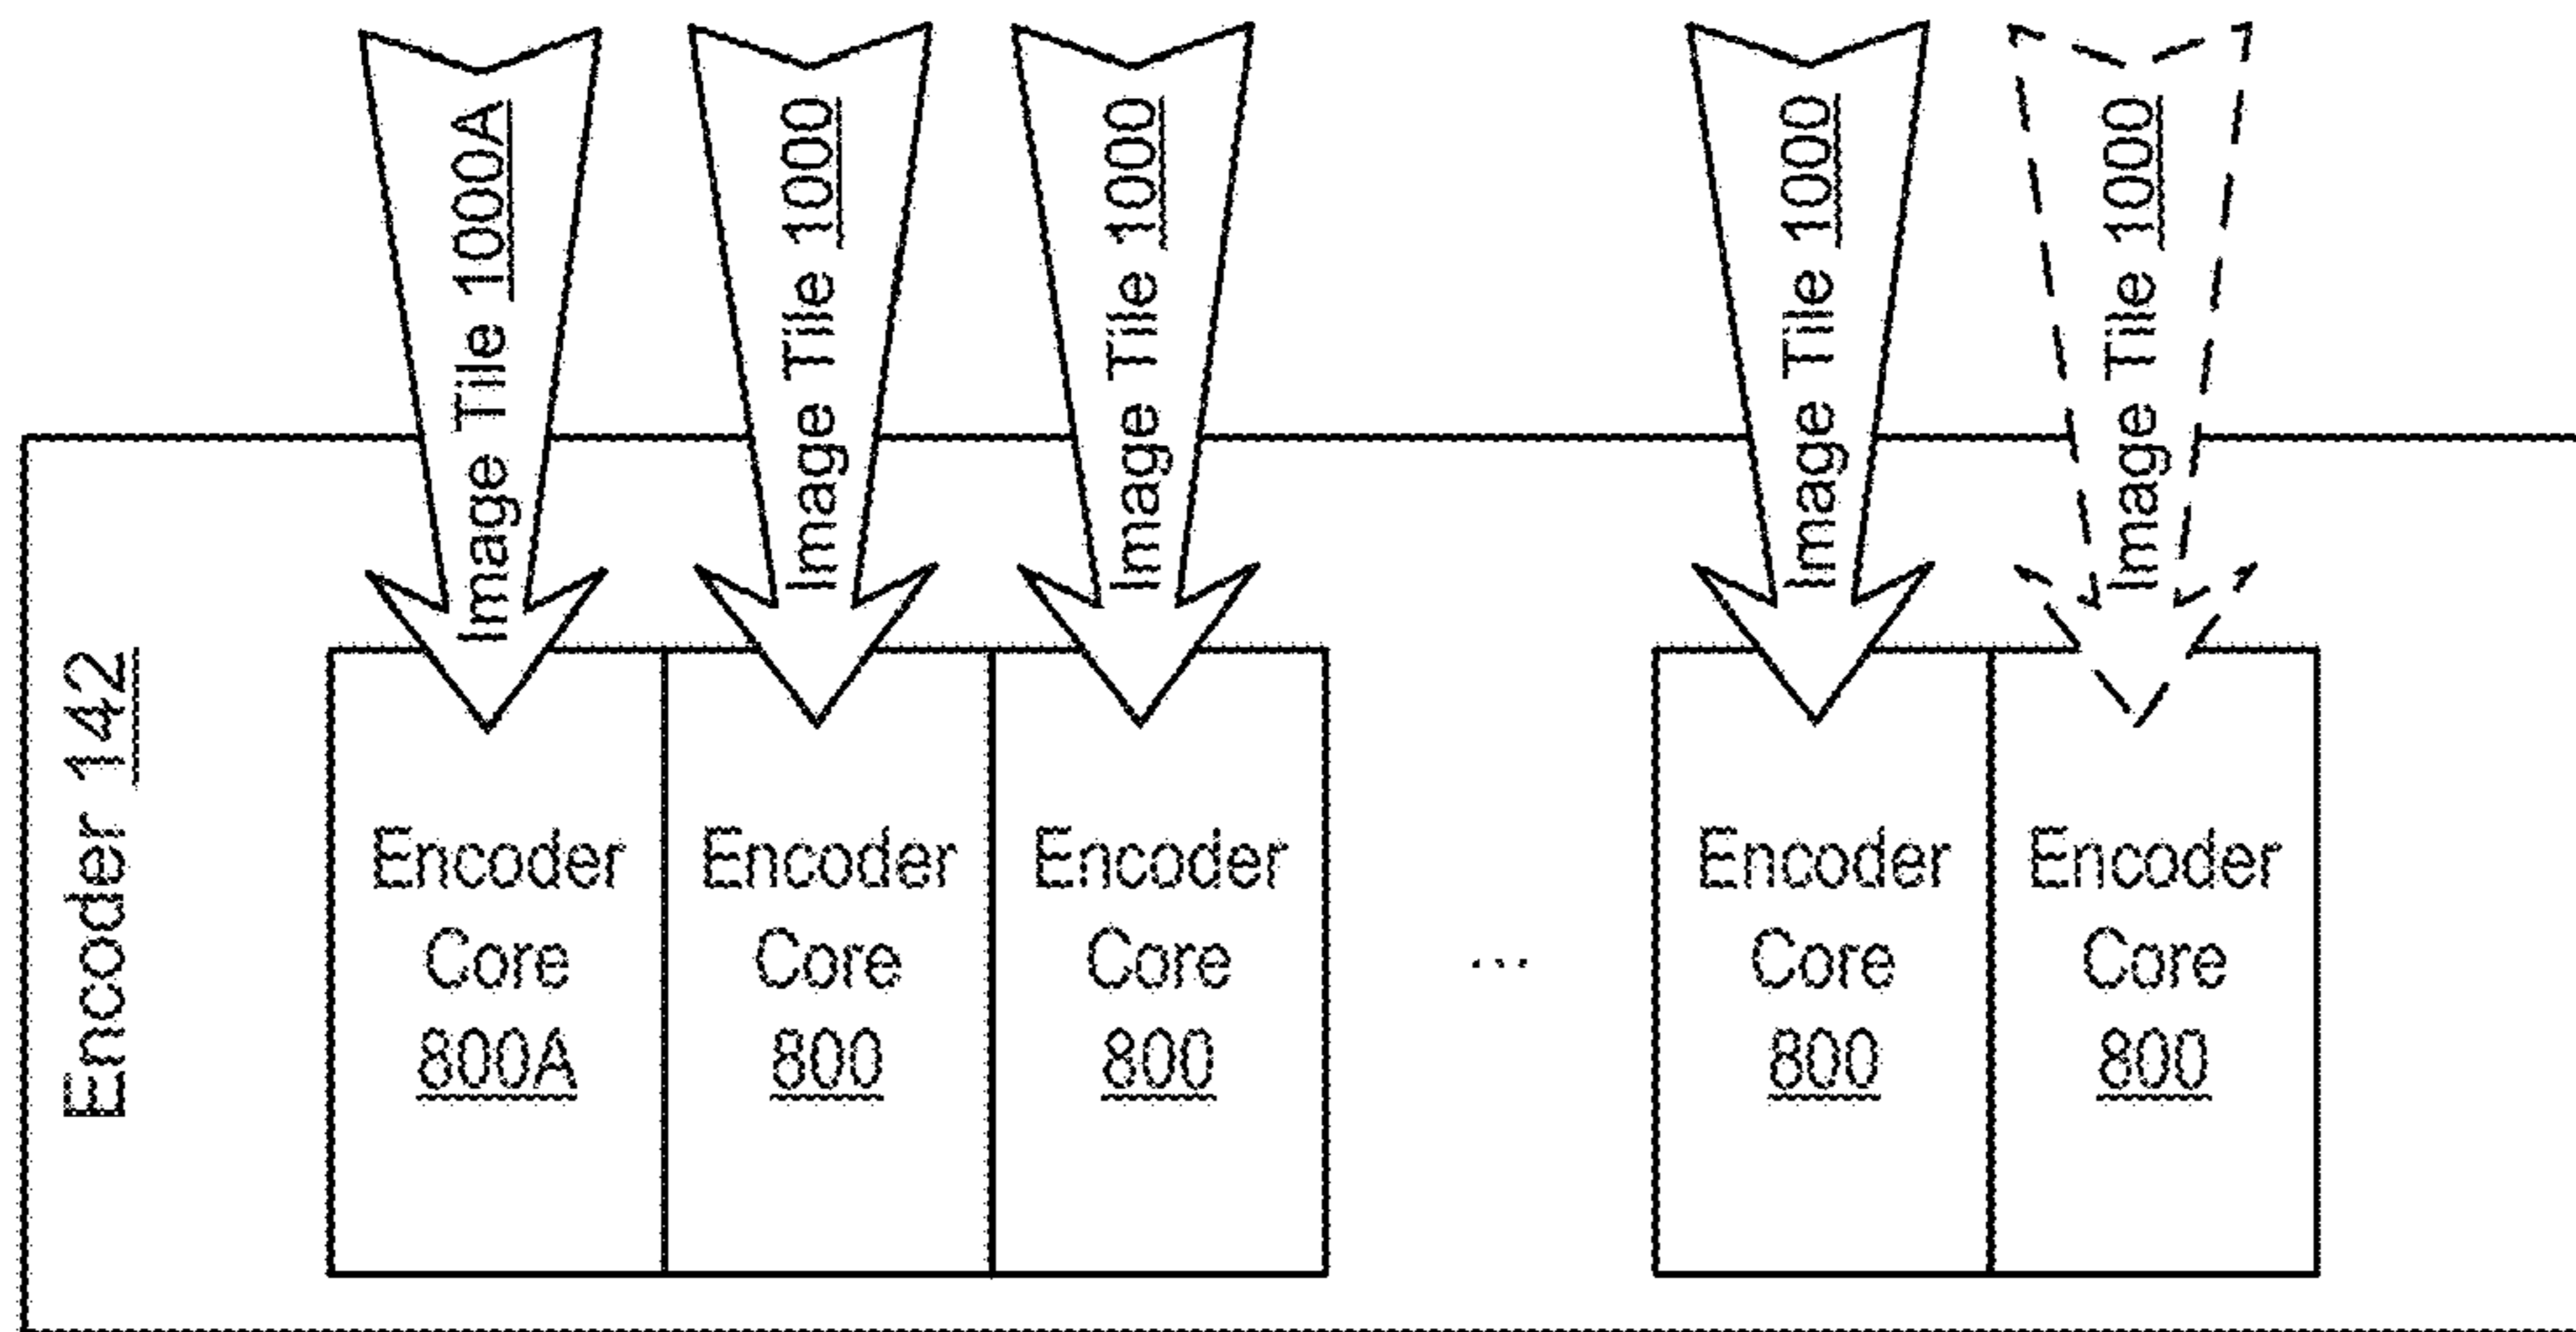 Image Tile 1000A
Image Tile 1000
Image Tile 1000
Image Tile 1000
Image Tile 1000
Encoder 142
Encoder
Core
800A
Encoder
Core
800
Encoder
Core
800
...
Encoder
Core
800
Encoder
Core
800